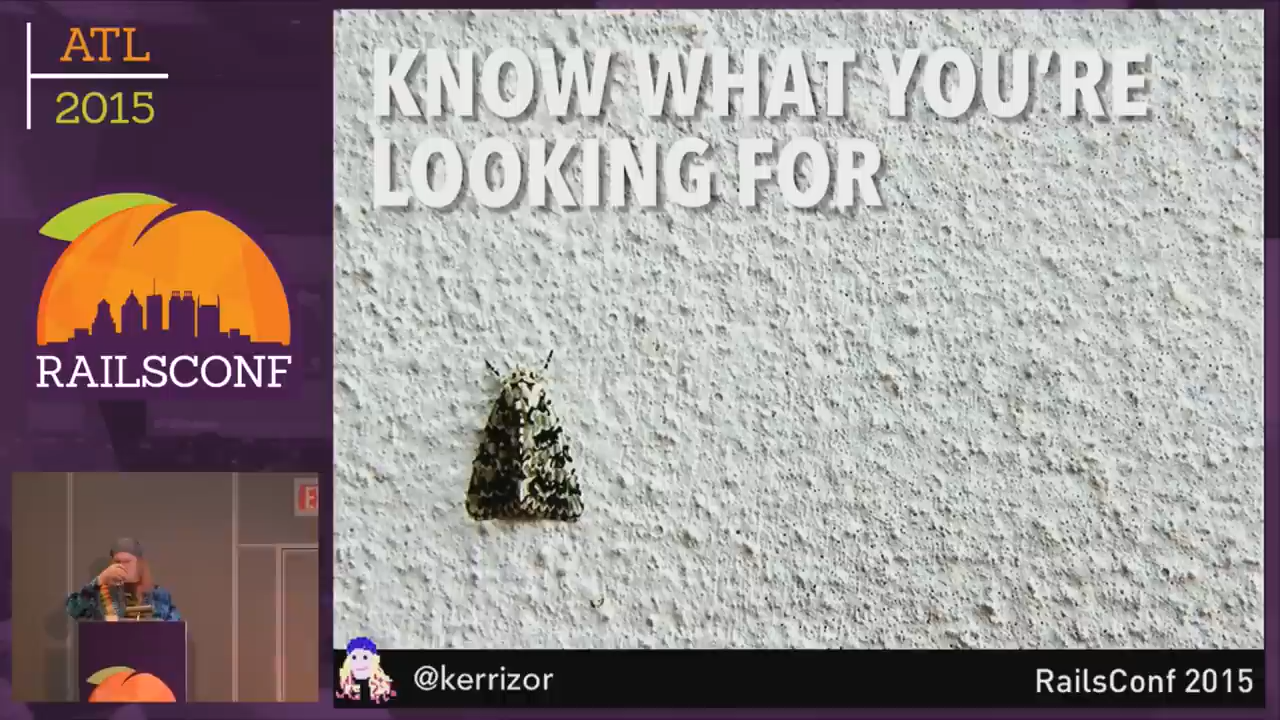 ATL
2015
RAILSCONF
KNOW WHAT YOU'RE
LOOKING FOR
@kerrizor
RailsConf 2015